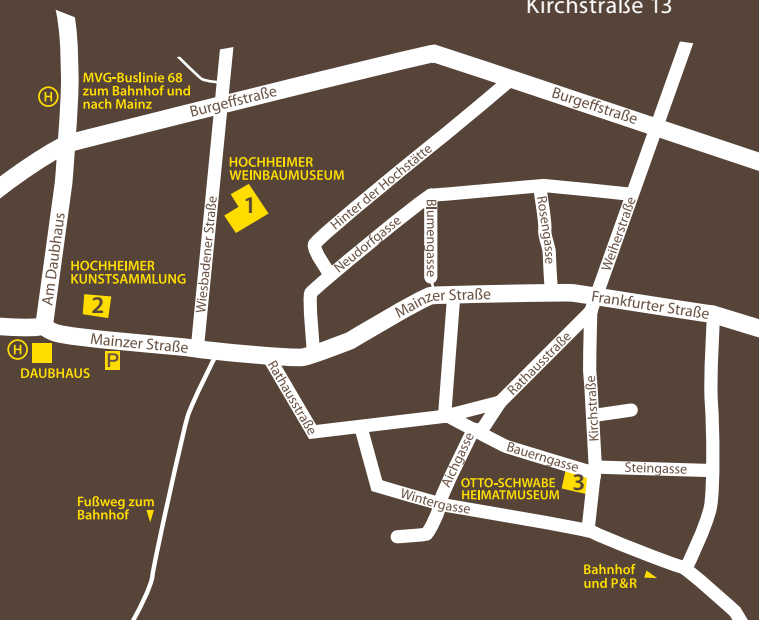 Kirchstraße 13
MVG-Buslinie 68
zum Bahnhof und
nach Mainz
H
Burgeffstraße
Burgeffstraße
HOCHHEIMER
WEINBAUMUSEUM
1
Hinter der Hochstätte
Neudorfgasse
Blumengasse
Rosengasse
Weiherstraße
Wiesbadener Straße
Am Daubhaus
HOCHHEIMER
KUNSTSAMMLUNG
2
Mainzer Straße
Frankfurter Straße
Mainzer Straße
H
P
DAUBHAUS
Rathausstraße
Rathausstraße
Kirchstraße
Aichgasse
Bauerngasse
Steingasse
OTTO-SCHWABE
HEIMATMUSEUM
3
Wintergasse
Fußweg zum
Bahnhof
Bahnhof
und P&R